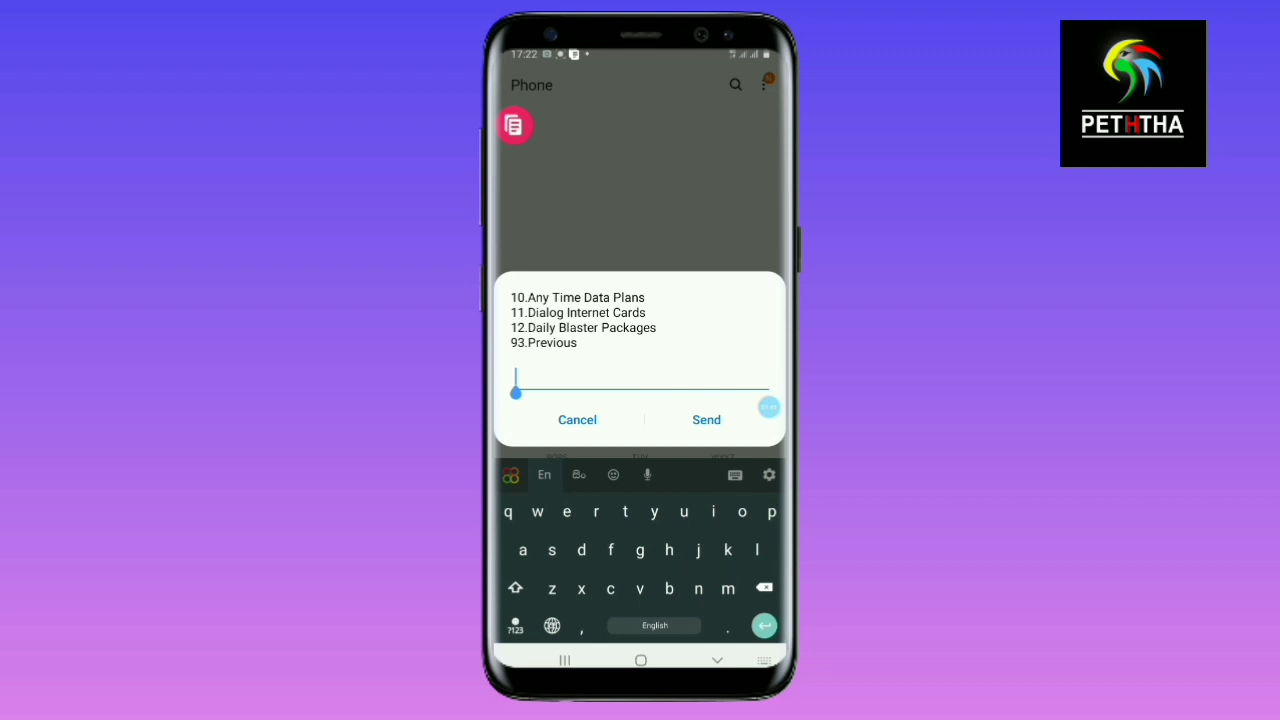 17:22
Phone
PETHTHA
10.Any Time Data Plans
11.Dialog Internet Cards
12.Daily Blaster Packages
93.Previous
Cancel
Send
En
q w e r t y u i o p
a s d f g h j k l
z x c v b n m
?123 , English .